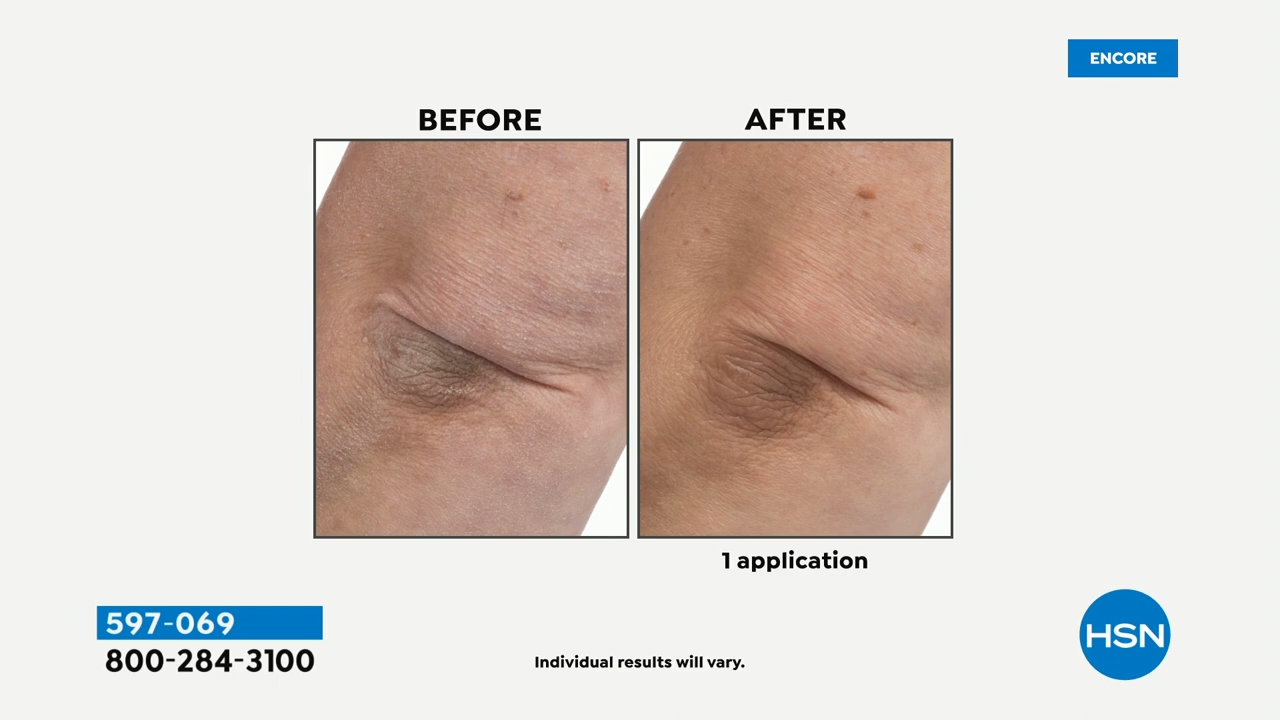 ENCORE
BEFORE
AFTER
1 application
597-069
800-284-3100
Individual results will vary.
HSN